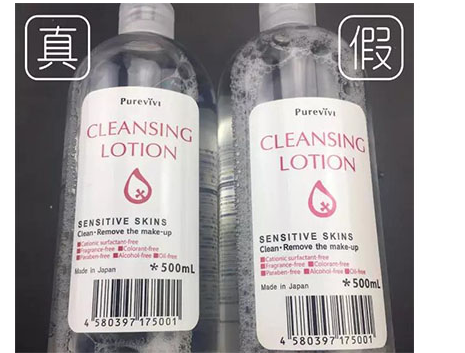 真
假
Purevivi
CLEANSING
LOTION
SENSITIVE SKINS
Clean・Remove the make-up
■Cationic surfactant-free
■Fragrance-free ■Colorant-free
■Paraben-free ■Alcohol-free ■Oil-free
Made in Japan
*500mL
4 580397 175001
Purevivi
CLEANSING
LOTION
SENSITIVE SKINS
Clean・Remove the make-up
■Cationic surfactant-free
■Fragrance-free ■Coloram-free
■Paraben-free ■Alcohol-free ■Oil-free
Made in Japan
*500mL
4 580397 175001